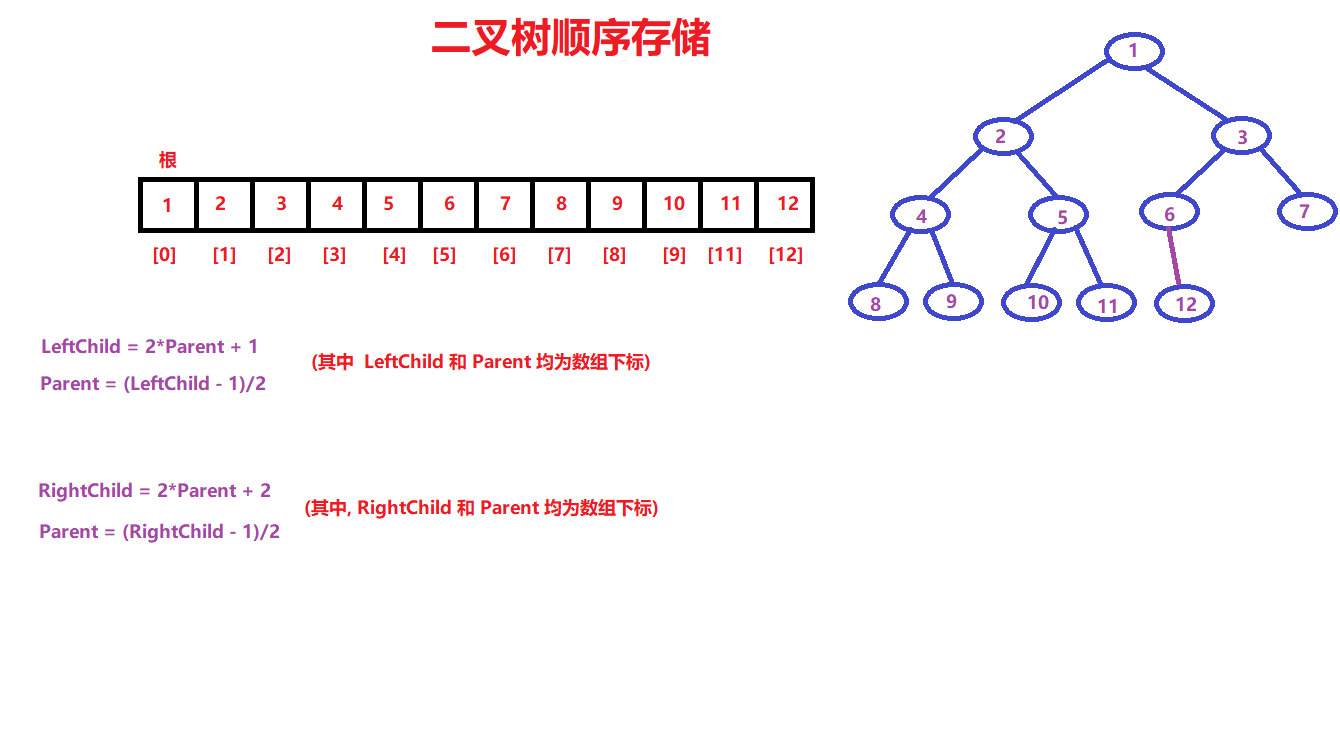 二叉树顺序存储
根
1 2 3 4 5 6 7 8 9 10 11 12
[0] [1] [2] [3] [4] [5] [6] [7] [8] [9] [11] [12]
LeftChild = 2*Parent + 1
(其中 LeftChild 和 Parent 均为数组下标)
Parent = (LeftChild - 1)/2
RightChild = 2*Parent + 2
(其中, RightChild 和 Parent 均为数组下标)
Parent = (RightChild - 1)/2
1
2 3
4 5 6 7
8 9 10 11 12